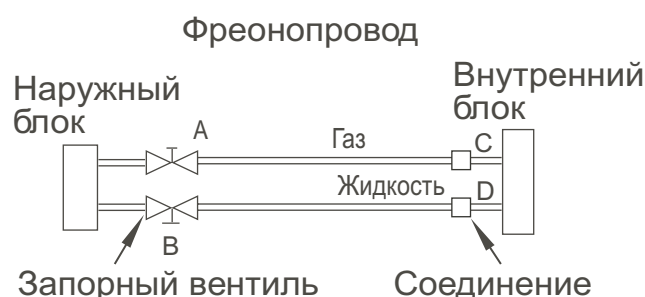 Фреонопровод
Наружный
блок
Внутренний
блок
A
Газ
C
Жидкость
D
B
Запорный вентиль
Соединение